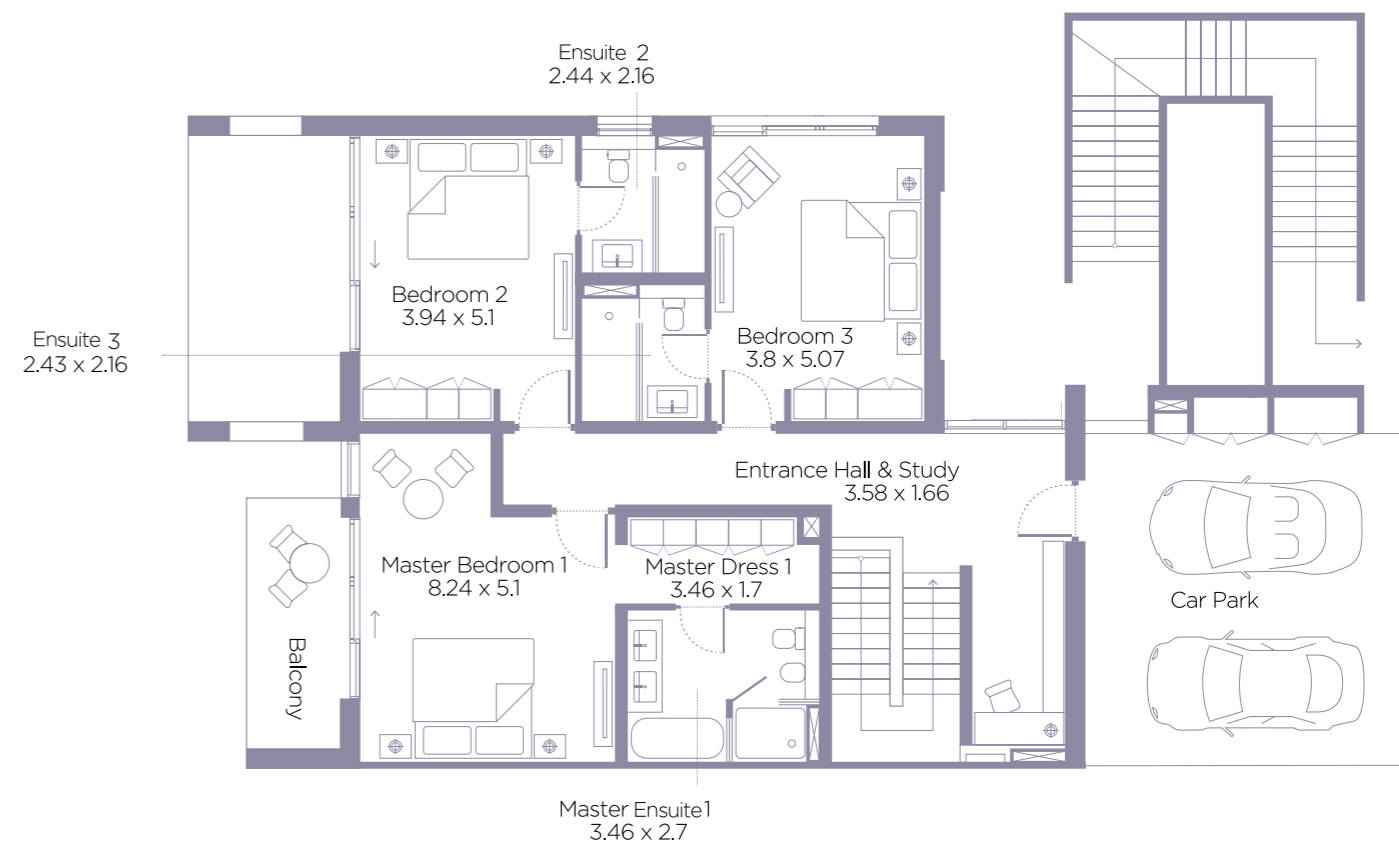 Ensuite 2
2.44 x 2.16
Bedroom 2
3.94 x 5.1
Ensuite 3
2.43 x 2.16
Bedroom 3
3.8 x 5.07
Entrance Hall & Study
3.58 x 1.66
Master Bedroom 1
8.24 x 5.1
Master Dress 1
3.46 x 1.7
Car Park
Balcony
Master Ensuite1
3.46 x 2.7